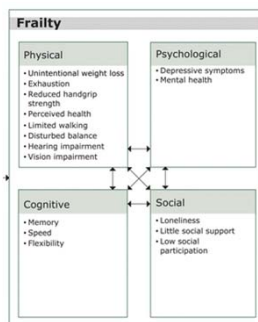 Frailty
Physical
• Unintentional weight loss
• Exhaustion
• Reduced handgrip
strength
• Perceived health
• Limited walking
• Disturbed balance
• Hearing impairment
• Vision impairment
Psychological
• Depressive symptoms
• Mental health
Cognitive
• Memory
• Speed
• Flexibility
Social
• Loneliness
• Little social support
• Low social
participation